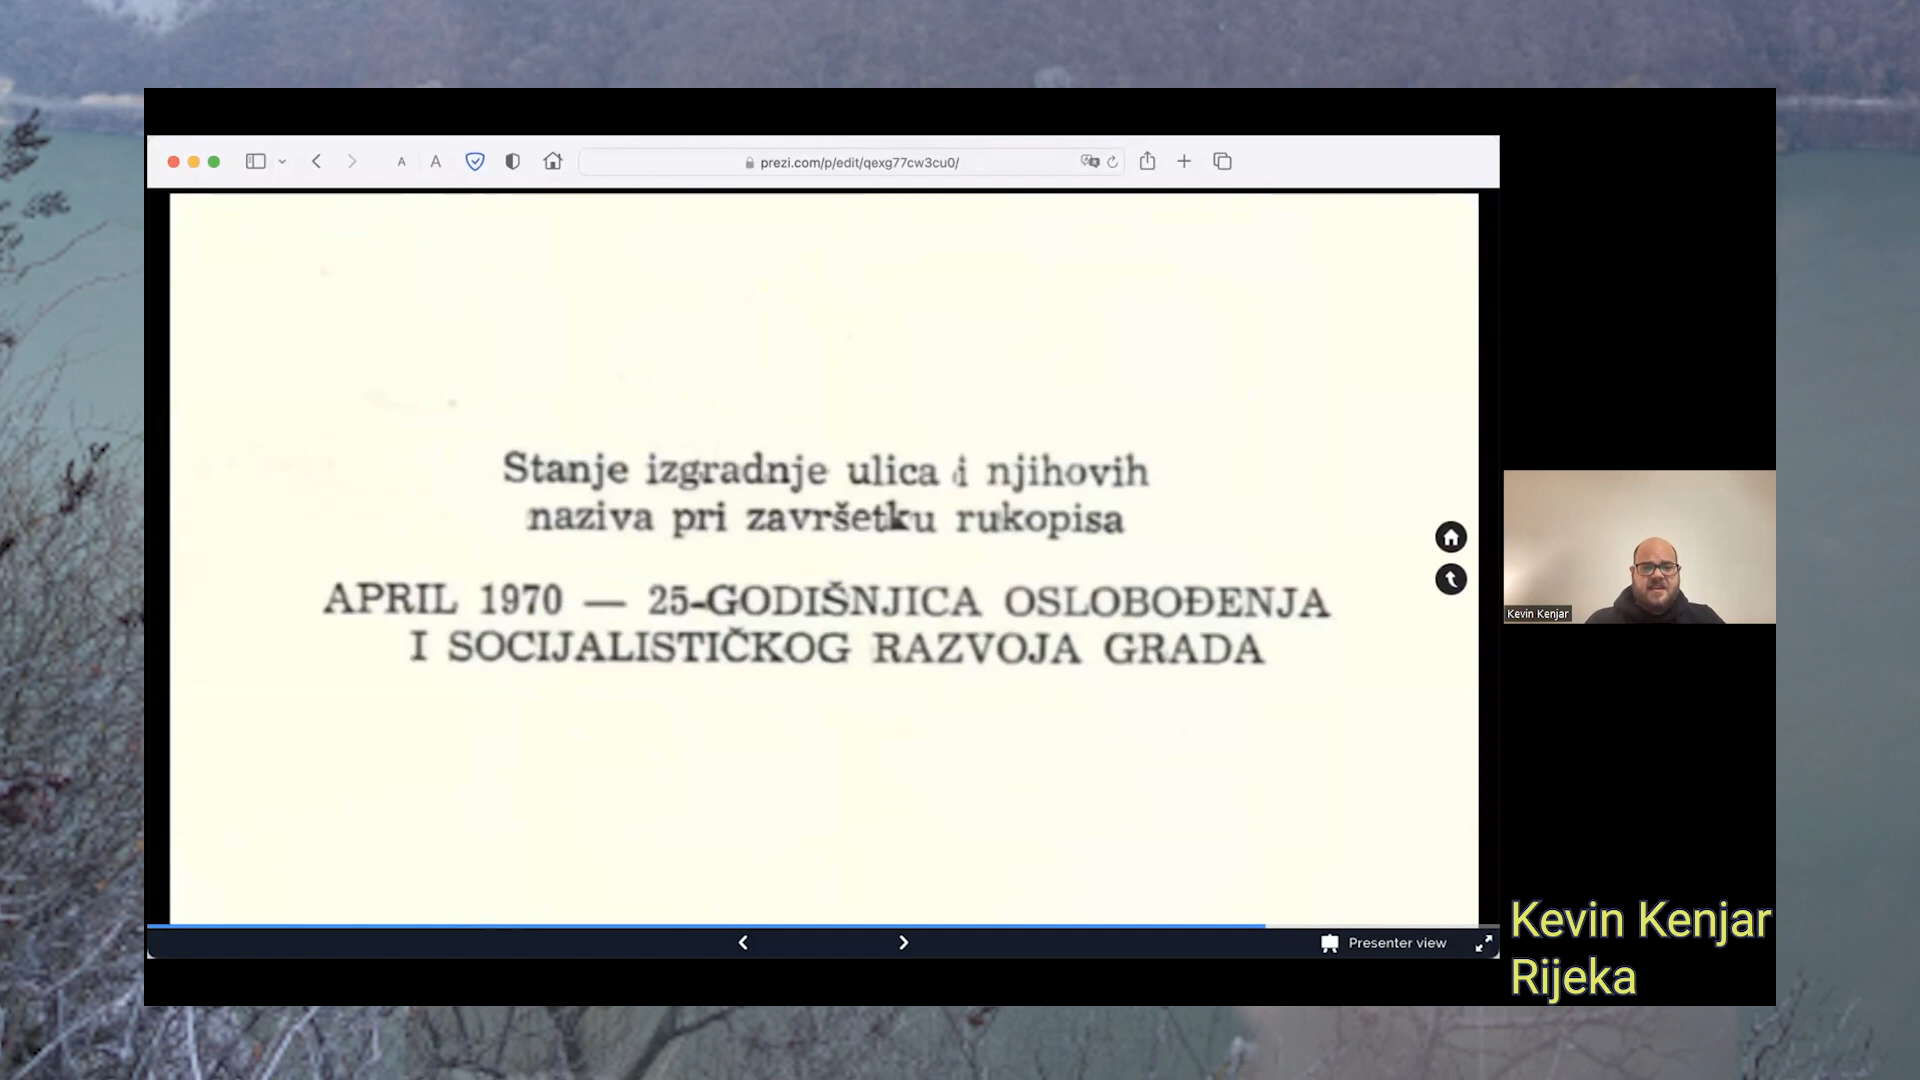 A A
prezi.com/p/edit/qexg77cw3cu0/
Stanje izgradnje ulica i njihovih
naziva pri završetku rukopisa
APRIL 1970 — 25-GODIŠNJICA OSLOBOĐENJA
I SOCIJALISTIČKOG RAZVOJA GRADA
Kevin Kenjar
Presenter view
Kevin Kenjar
Rijeka